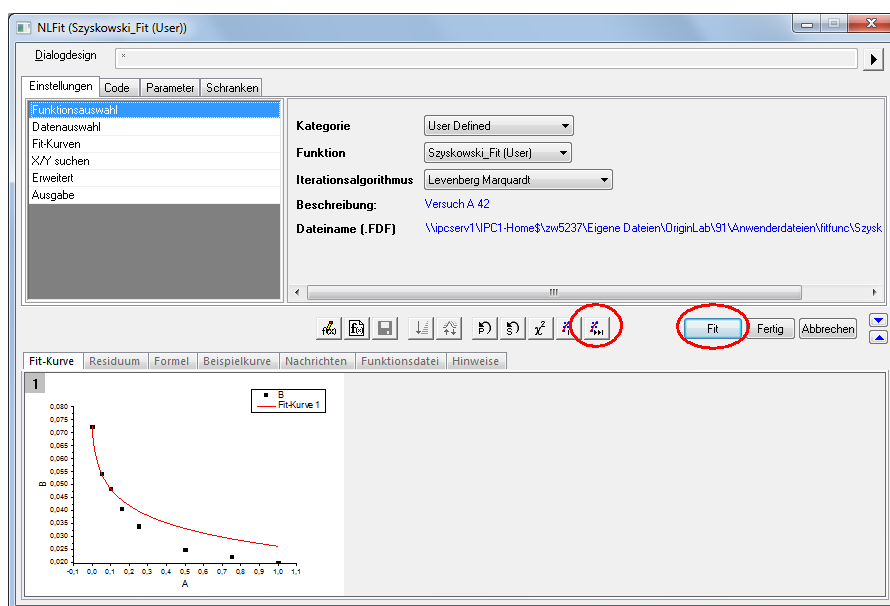 NLFit (Szyskowski_Fit (User))
Dialogdesign
*
Einstellungen Code Parameter Schranken
Funktionsauswahl
Datenauswahl
Fit-Kurven
X/Y suchen
Erweitert
Ausgabe
Kategorie User Defined
Funktion Szyskowski_Fit (User)
Iterationsalgorithmus Levenberg Marquardt
Beschreibung: Versuch A 42
Dateiname (.FDF) \\ipcserv1\IPC1-Home$\zw5237\Eigene Dateien\OriginLab\91\Anwenderdateien\fitfunc\Szysk
Fit Fertig Abbrechen
Fit-Kurve Residuum Formel Beispielkurve Nachrichten Funktionsdatei Hinweise
1
B
Fit-Kurve 1
0,080
0,075
0,070
0,065
0,060
0,055
0,050
0,045
0,040
0,035
0,030
0,025
0,020
B
-0,1 0,0 0,1 0,2 0,3 0,4 0,5 0,6 0,7 0,8 0,9 1,0 1,1
A